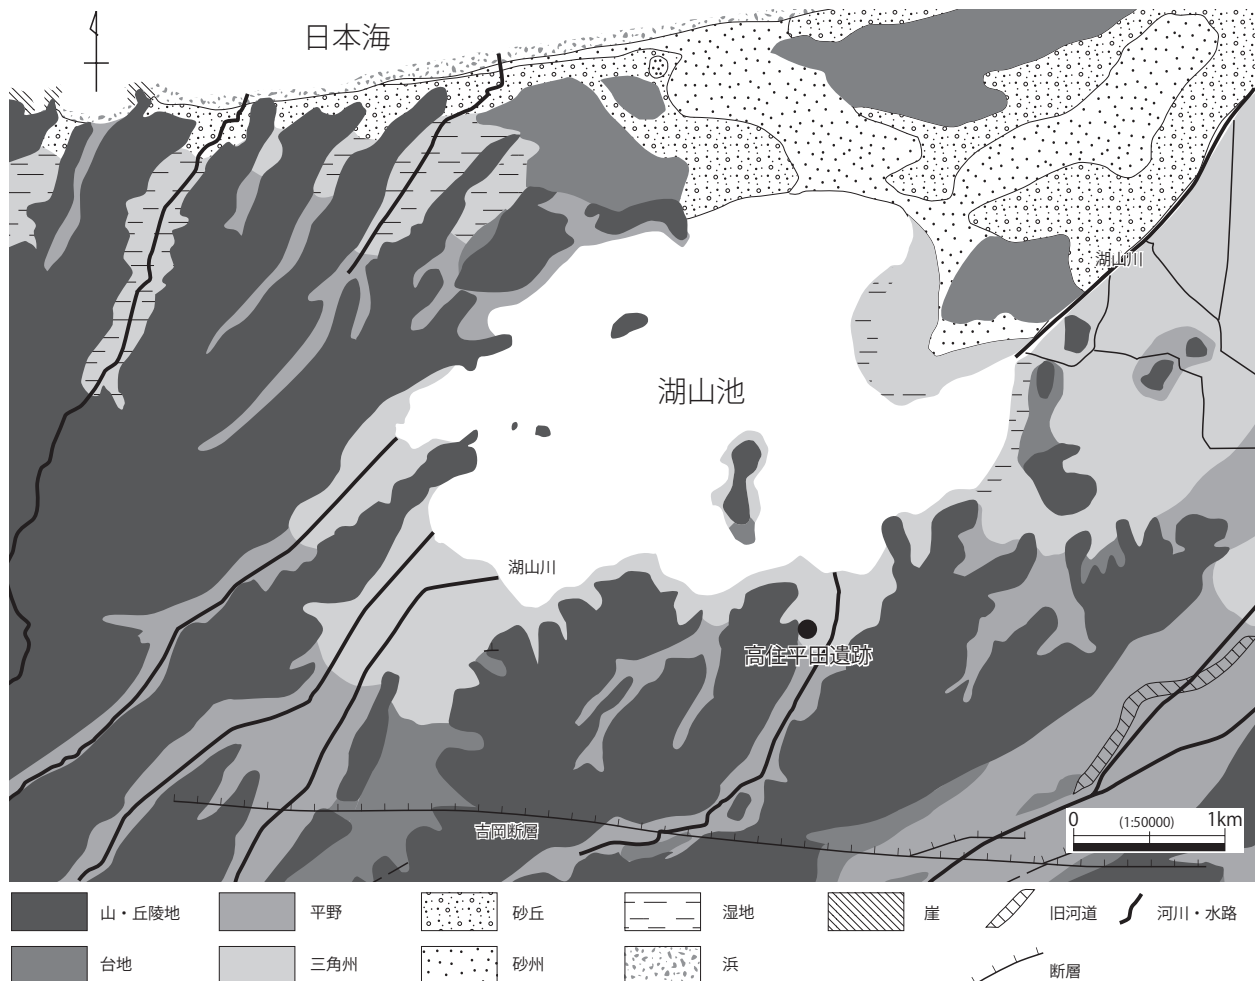 日本海
湖山川
湖山池
湖山川
高住平田遺跡
吉岡断層
0 (1:50000) 1km
山・丘陵地 平野 砂丘 湿地 崖 旧河道 河川・水路
台地 三角州 砂州 浜 断層